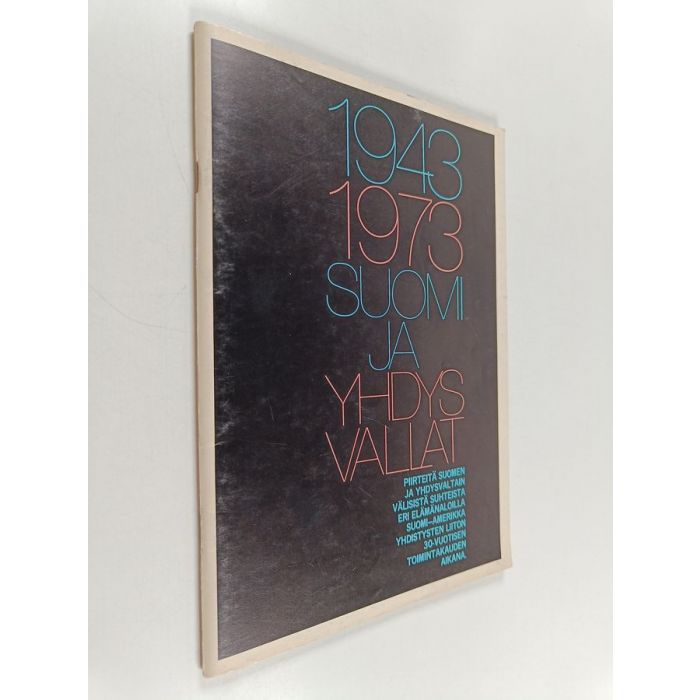 1943
1973
SUOMI
JA
YHDYS
VALLAT
PIIRTEITÄ SUOMEN
JA YHDYSVALTAIN
VÄLISISTÄ SUHTEISTA
ERI ELÄMÄNALOILLA
SUOMI–AMERIKKA
YHDISTYSTEN LIITON
30-VUOTISEN
TOIMINTAKAUDEN
AIKANA.